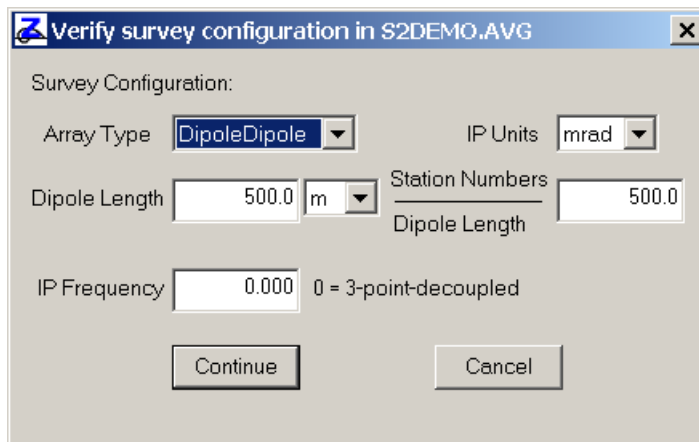 Verify survey configuration in S2DEMO.AVG
Survey Configuration:
Array Type DipoleDipole IP Units mrad
Dipole Length 500.0 m Station Numbers
Dipole Length 500.0
IP Frequency 0.000 0 = 3-point-decoupled
Continue Cancel